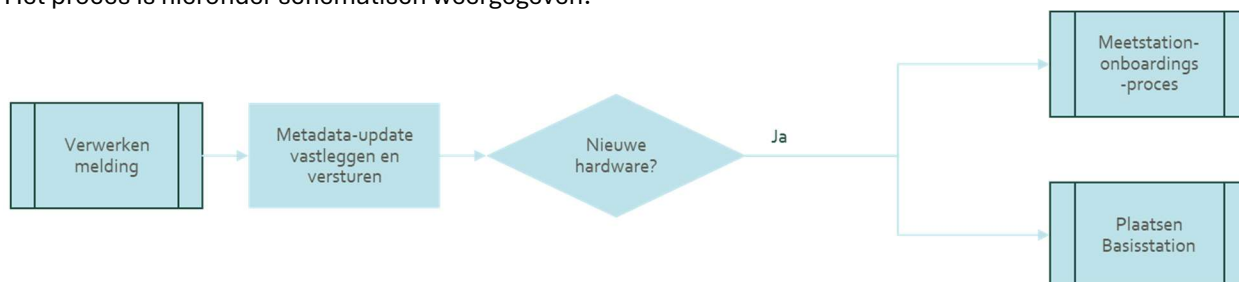 Het proces is hieronder schematisch weergegeven:
Verwerken
melding
Metadata-update
vastleggen en
versturen
Nieuwe
hardware?
Ja
Meetstation-
onboardings
-proces
Plaatsen
Basisstation